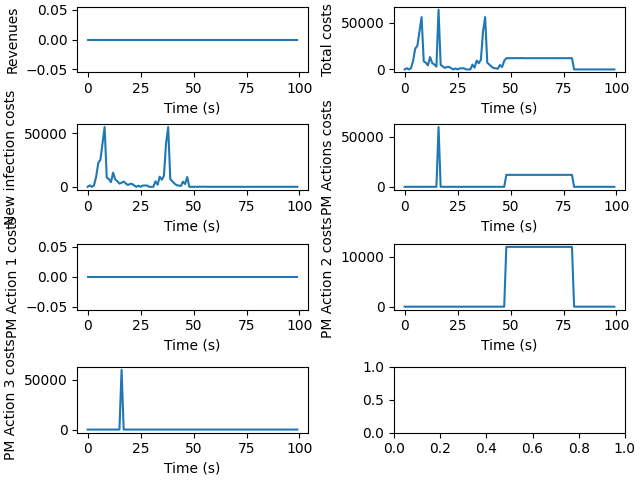 Revenues
0.05
0.00
−0.05
0 25 50 75 100
Time (s)
Total costs
50000
0
0 25 50 75 100
Time (s)
New infection costs
50000
0
0 25 50 75 100
Time (s)
PM Actions costs
50000
0
0 25 50 75 100
Time (s)
PM Action 1 costs
0.05
0.00
−0.05
0 25 50 75 100
Time (s)
PM Action 2 costs
10000
0
0 25 50 75 100
Time (s)
PM Action 3 costs
50000
0
0 25 50 75 100
Time (s)
1.0
0.5
0.0
0.0 0.2 0.4 0.6 0.8 1.0